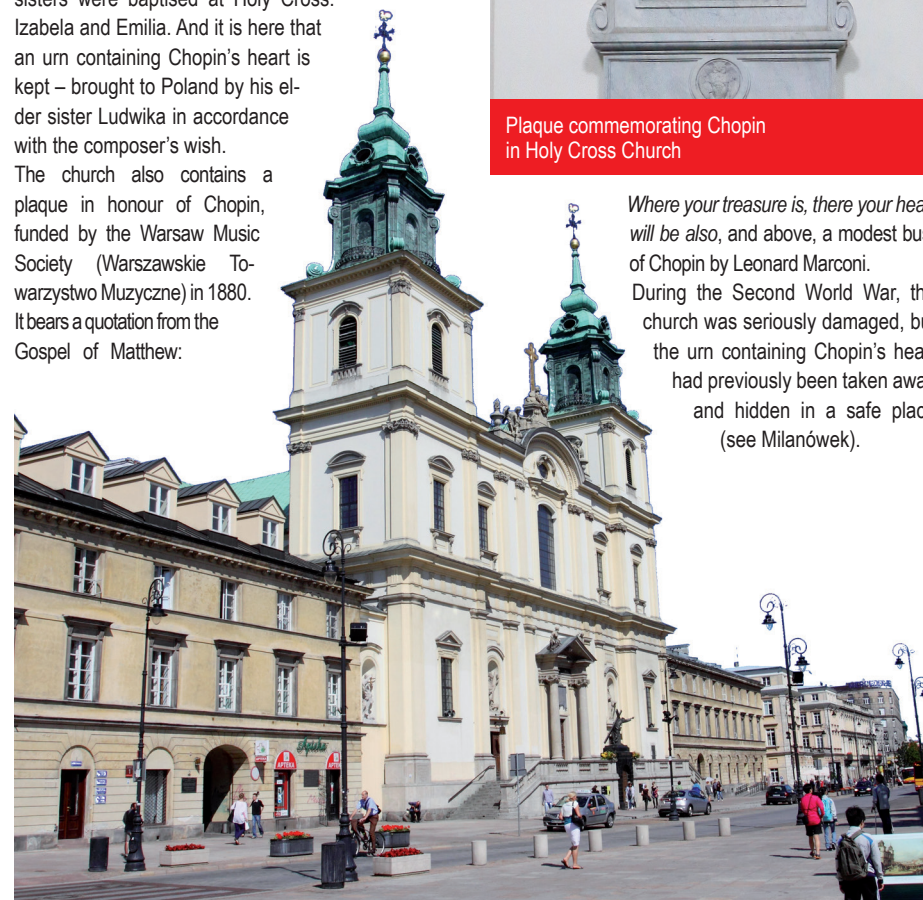 sisters were baptised at Holy Cross:
Izabela and Emilia. And it is here that
an urn containing Chopin’s heart is
kept – brought to Poland by his el-
der sister Ludwika in accordance
with the composer’s wish.
The church also contains a
plaque in honour of Chopin,
funded by the Warsaw Music
Society (Warszawskie To-
warzystwo Muzyczne) in 1880.
It bears a quotation from the
Gospel of Matthew:
Plaque commemorating Chopin
in Holy Cross Church
Where your treasure is, there your hea
will be also, and above, a modest bu
of Chopin by Leonard Marconi.
During the Second World War, th
church was seriously damaged, bu
the urn containing Chopin’s hea
had previously been taken awa
and hidden in a safe plac
(see Milanówek).
Apteka
APTEKA
APTEKA